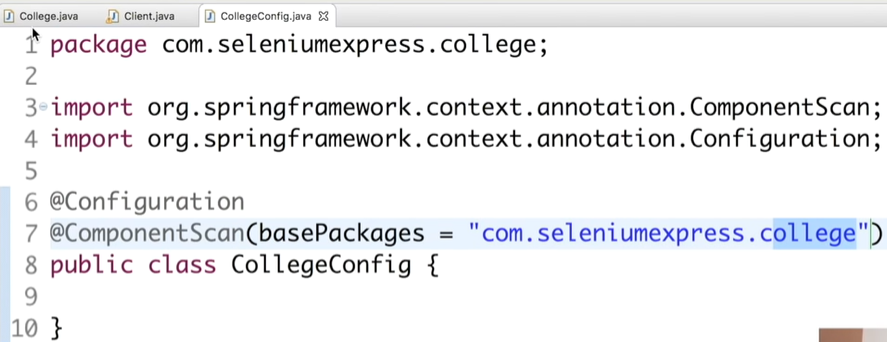 College.java Client.java CollegeConfig.java
1 package com.seleniumexpress.college;
2
3 import org.springframework.context.annotation.ComponentScan;
4 import org.springframework.context.annotation.Configuration;
5
6 @Configuration
7 @ComponentScan(basePackages = "com.seleniumexpress.college")
8 public class CollegeConfig {
9
10 }